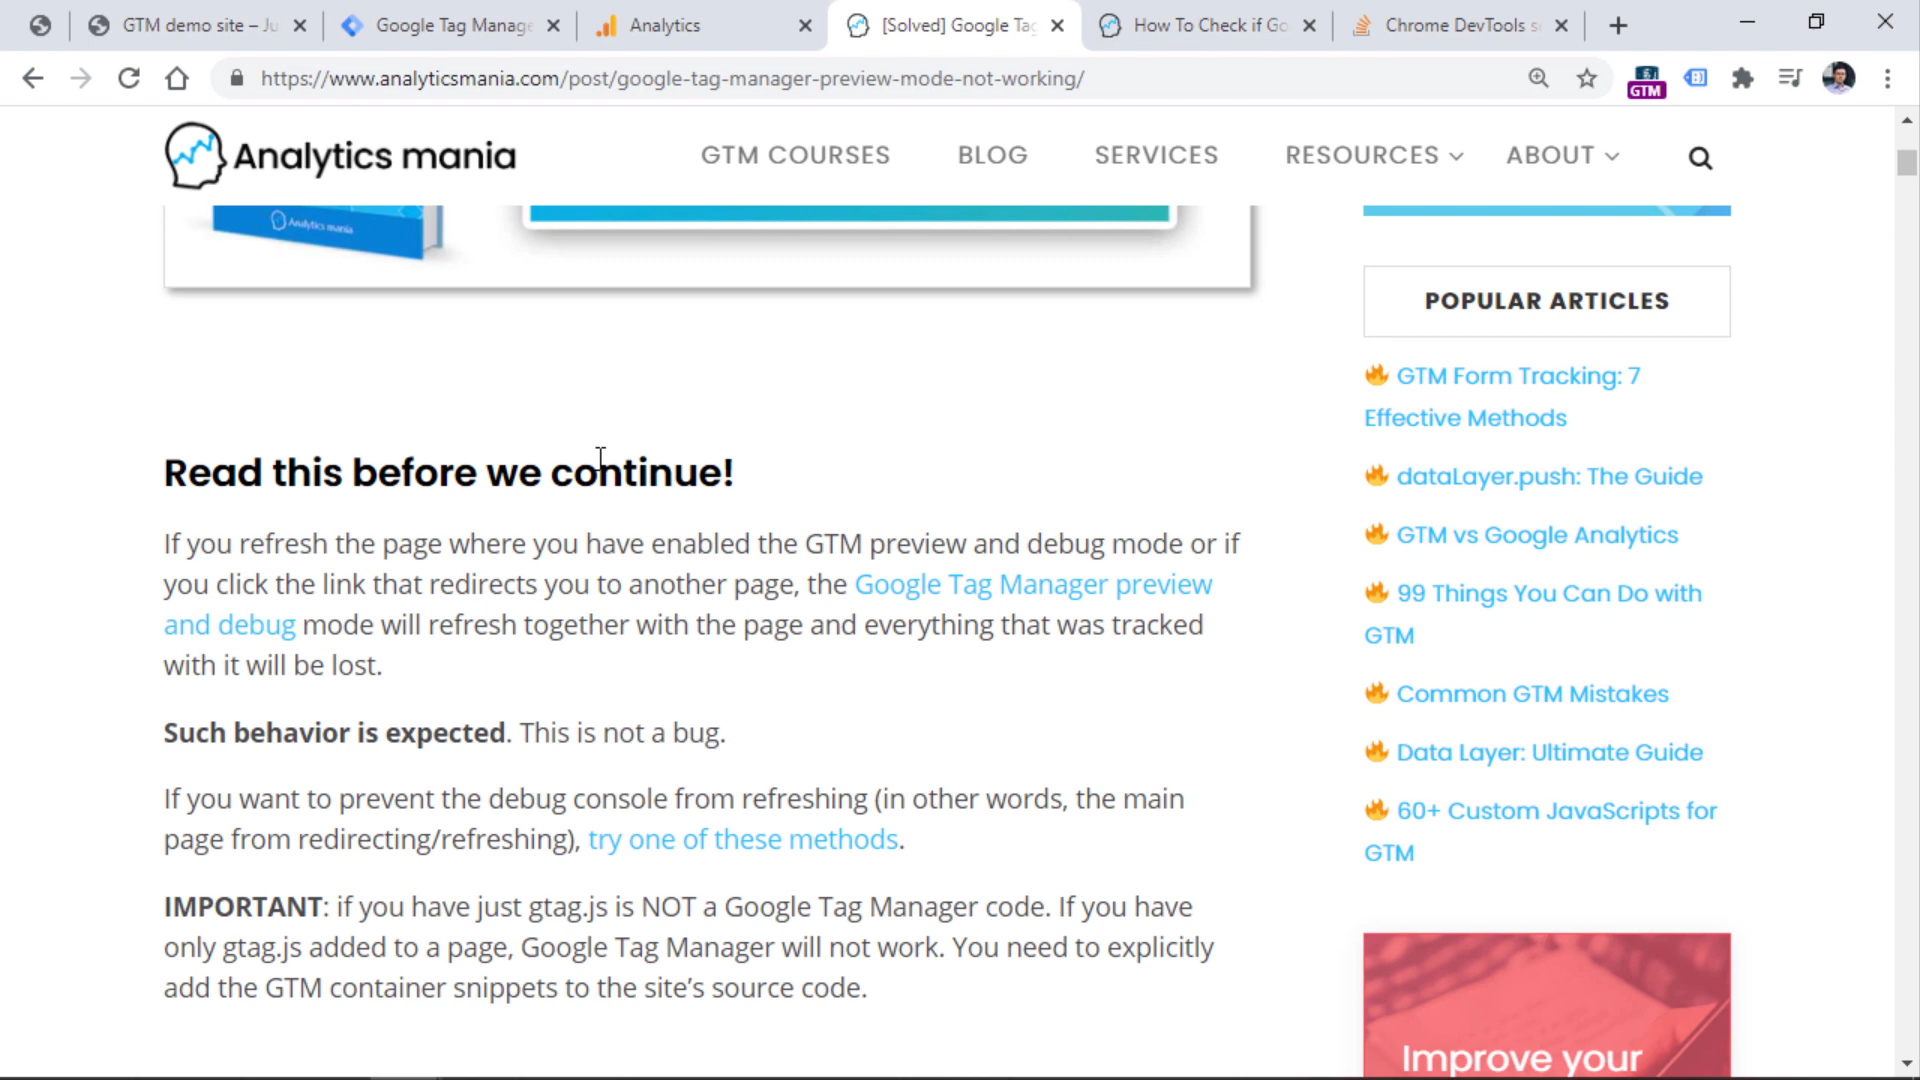 GTM demo site – Ju
Google Tag Manage
Analytics
[Solved] Google Tag
How To Check if Go
Chrome DevTools s
https://www.analyticsmania.com/post/google-tag-manager-preview-mode-not-working/
GTM
Analytics mania
GTM COURSES
BLOG
SERVICES
RESOURCES
ABOUT
Analytics mania
Read this before we continue!
If you refresh the page where you have enabled the GTM preview and debug mode or if
you click the link that redirects you to another page, the Google Tag Manager preview
and debug mode will refresh together with the page and everything that was tracked
with it will be lost.
Such behavior is expected. This is not a bug.
If you want to prevent the debug console from refreshing (in other words, the main
page from redirecting/refreshing), try one of these methods.
IMPORTANT: if you have just gtag.js is NOT a Google Tag Manager code. If you have
only gtag.js added to a page, Google Tag Manager will not work. You need to explicitly
add the GTM container snippets to the site's source code.
POPULAR ARTICLES
GTM Form Tracking: 7
Effective Methods
dataLayer.push: The Guide
GTM vs Google Analytics
99 Things You Can Do with
GTM
Common GTM Mistakes
Data Layer: Ultimate Guide
60+ Custom JavaScripts for
GTM
Improve your